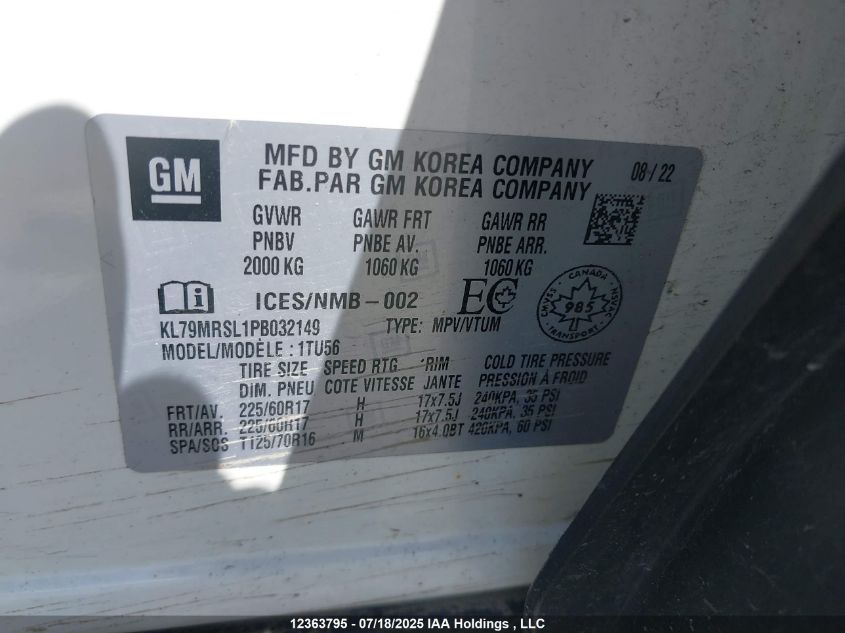 GM
MFD BY GM KOREA COMPANY 08/22
FAB.PAR GM KOREA COMPANY
GVWR GAWR FRT GAWR RR
PNBV PNBE AV. PNBE ARR.
2000 KG 1060 KG 1060 KG
ICES/NMB-002 EC
CANADA
985
CMVSS NSVAC
KL79MRSL1PB032149 TYPE: MPV/VTUM
MODEL/MODÈLE : 1TU56
TIRE SIZE SPEED RTG RIM COLD TIRE PRESSURE
DIM. PNEU COTE VITESSE JANTE PRESSION À FROID
FRT/AV. 225/60R17 H 17x7.5J 240KPA, 35 PSI
RR/ARR. 225/60R17 H 17x7.5J 240KPA, 35 PSI
SPA/SOS T125/70R16 M 16x4.0BT 420KPA, 60 PSI
12363795 - 07/18/2025 IAA Holdings , LLC